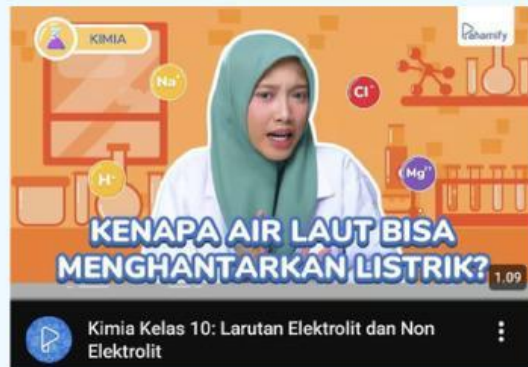 KIMIA
Pahamify
Na⁺
Cl⁻
H⁺
Mg²⁺
KENAPA AIR LAUT BISA
MENGHANTARKAN LISTRIK?
1.09
Kimia Kelas 10: Larutan Elektrolit dan Non
Elektrolit